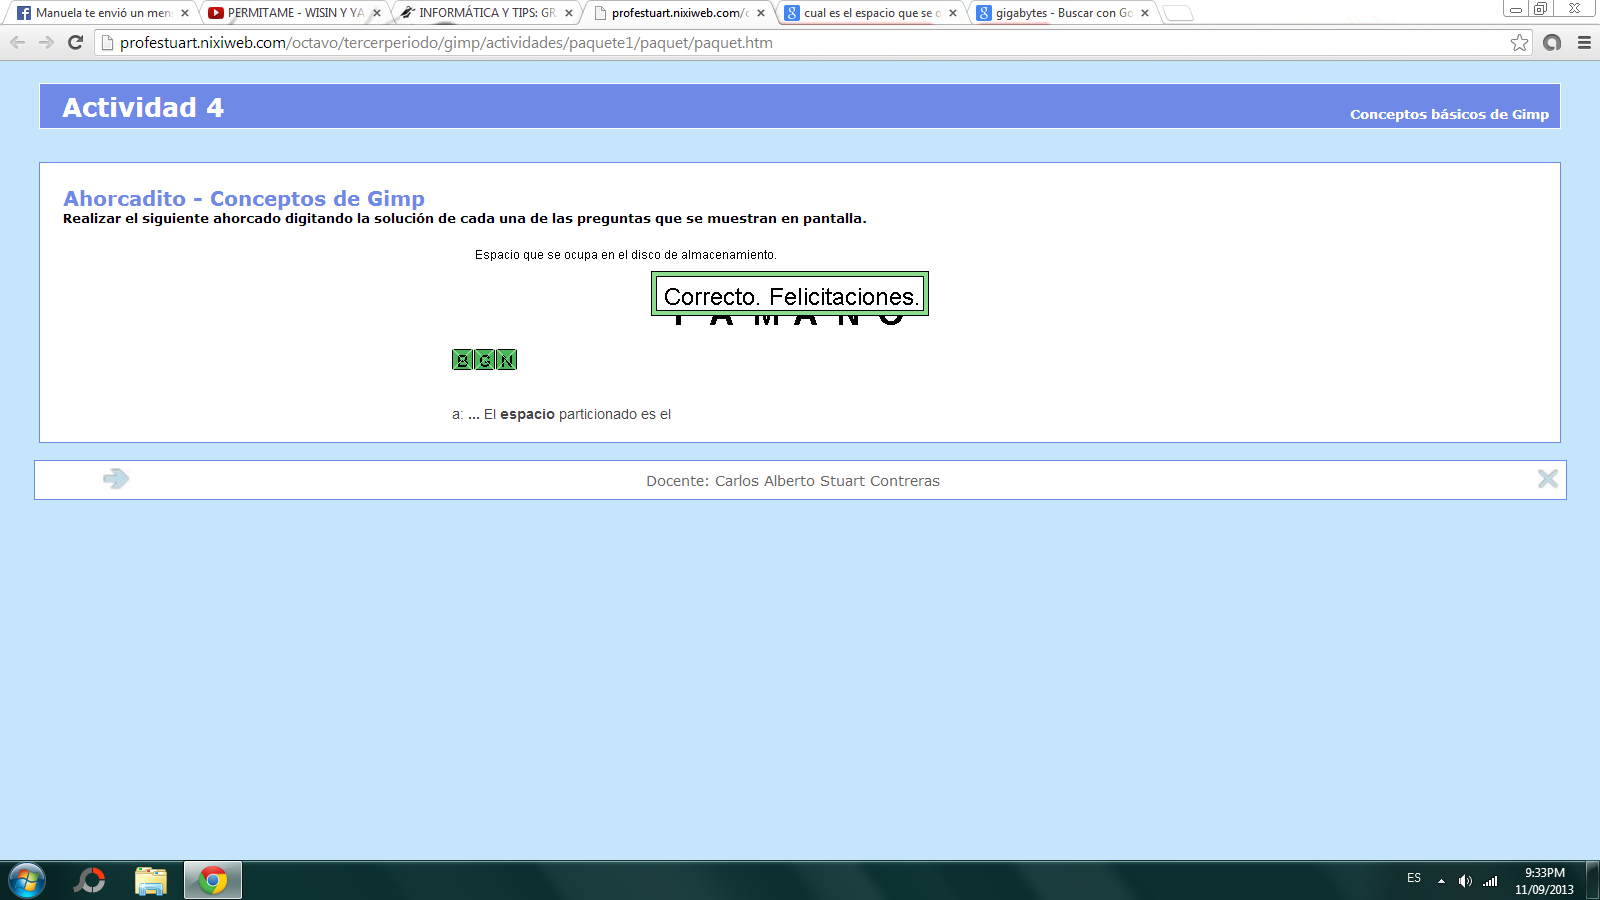 Manuela te envió un men
PERMITAME - WISIN Y YA
INFORMÁTICA Y TIPS: GR
profestuart.nixiweb.com/o
cual es el espacio que se o
gigabytes - Buscar con Go
profestuart.nixiweb.com/octavo/tercerperiodo/gimp/actividades/paquete1/paquet/paquet.htm
Actividad 4
Conceptos básicos de Gimp
Ahorcadito - Conceptos de Gimp
Realizar el siguiente ahorcado digitando la solución de cada una de las preguntas que se muestran en pantalla.
Espacio que se ocupa en el disco de almacenamiento.
Correcto. Felicitaciones.
T A M A N O
B G N
a: ... El espacio particionado es el
Docente: Carlos Alberto Stuart Contreras
ES
9:33PM
11/09/2013